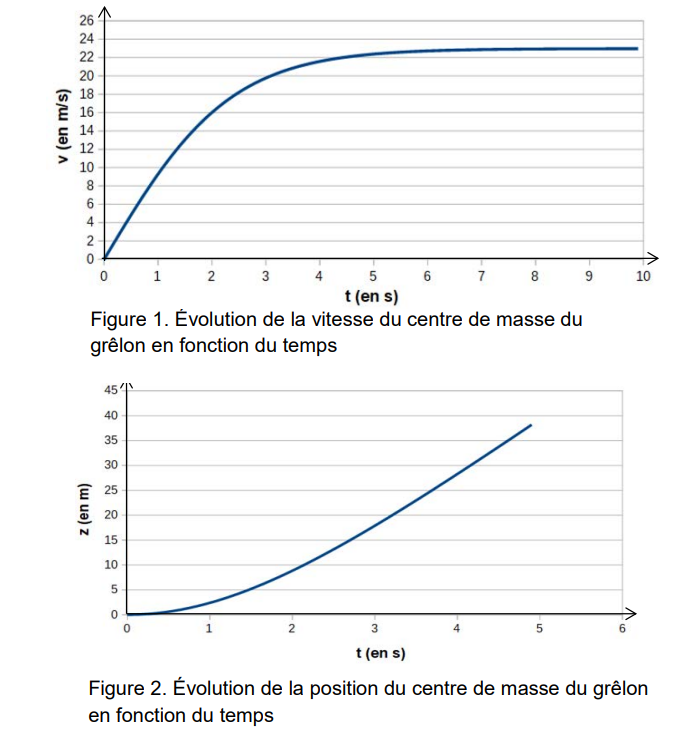 26
24
22
20
18
16
14
12
10
8
6
4
2
0
v (en m/s)
0 1 2 3 4 5 6 7 8 9 10
t (en s)
Figure 1. Évolution de la vitesse du centre de masse du
grêlon en fonction du temps
45
40
35
30
25
20
15
10
5
0
z (en m)
0 1 2 3 4 5 6
t (en s)
Figure 2. Évolution de la position du centre de masse du grêlon
en fonction du temps